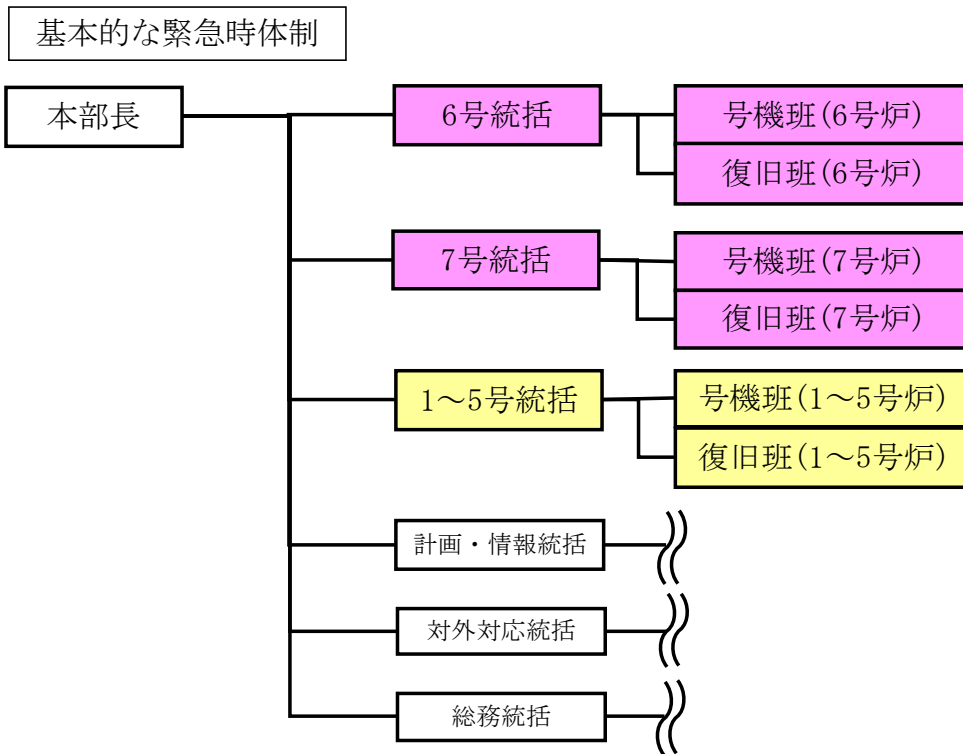 基本的な緊急時体制
本部長
6号統括
号機班(6号炉)
復旧班(6号炉)
7号統括
号機班(7号炉)
復旧班(7号炉)
1～5号統括
号機班(1～5号炉)
復旧班(1～5号炉)
計画・情報統括
対外対応統括
総務統括